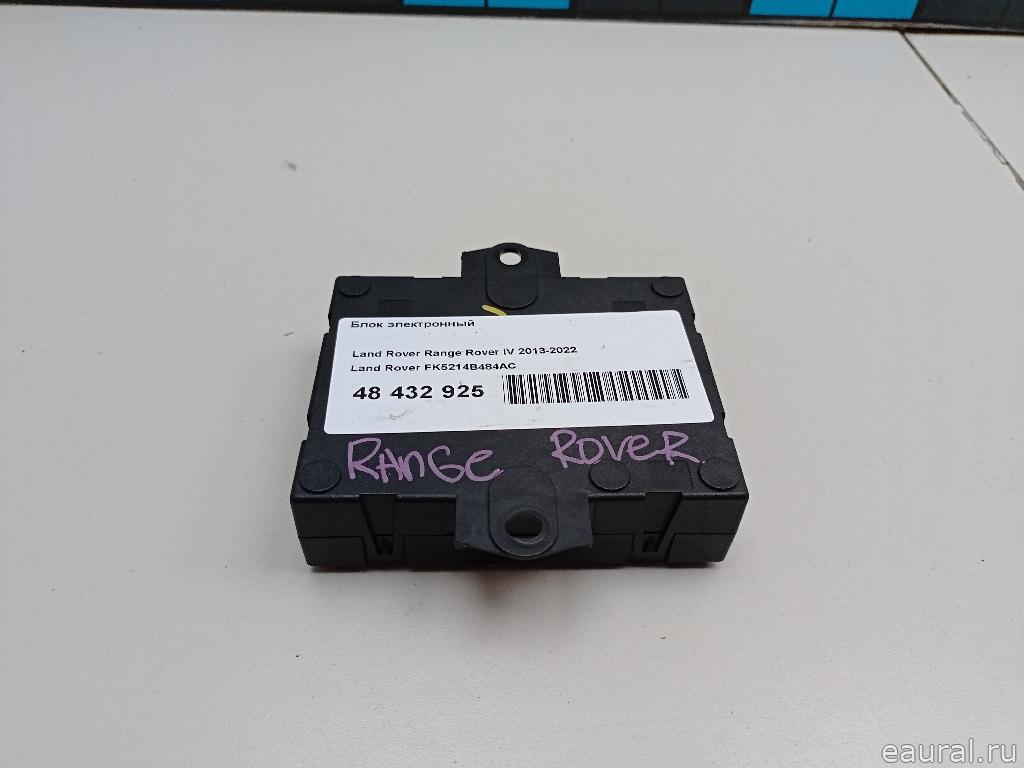 Блок электронный
Land Rover Range Rover IV 2013-2022
Land Rover FK5214B484AC
48 432 925
RANGE ROVER
eaural.ru